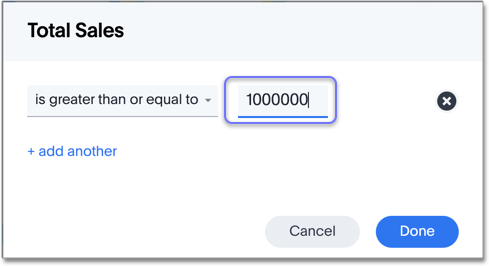 Total Sales
is greater than or equal to 1000000
+ add another
Cancel Done